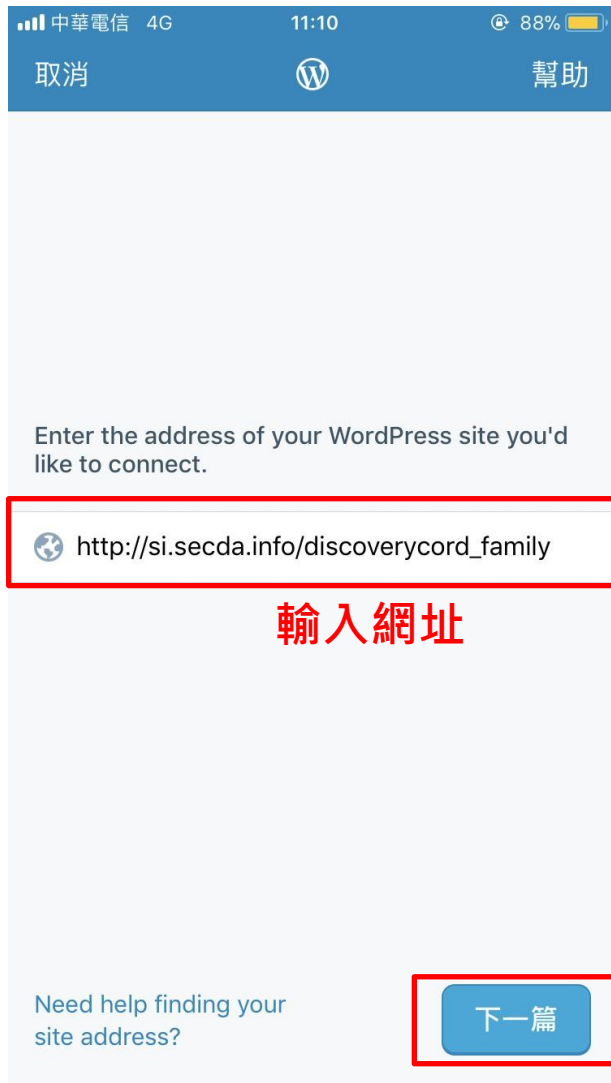 中華電信 4G 11:10 88%
取消 幫助
Enter the address of your WordPress site you'd
like to connect.
http://si.secda.info/discoverycord_family
輸入網址
Need help finding your
site address?
下一篇